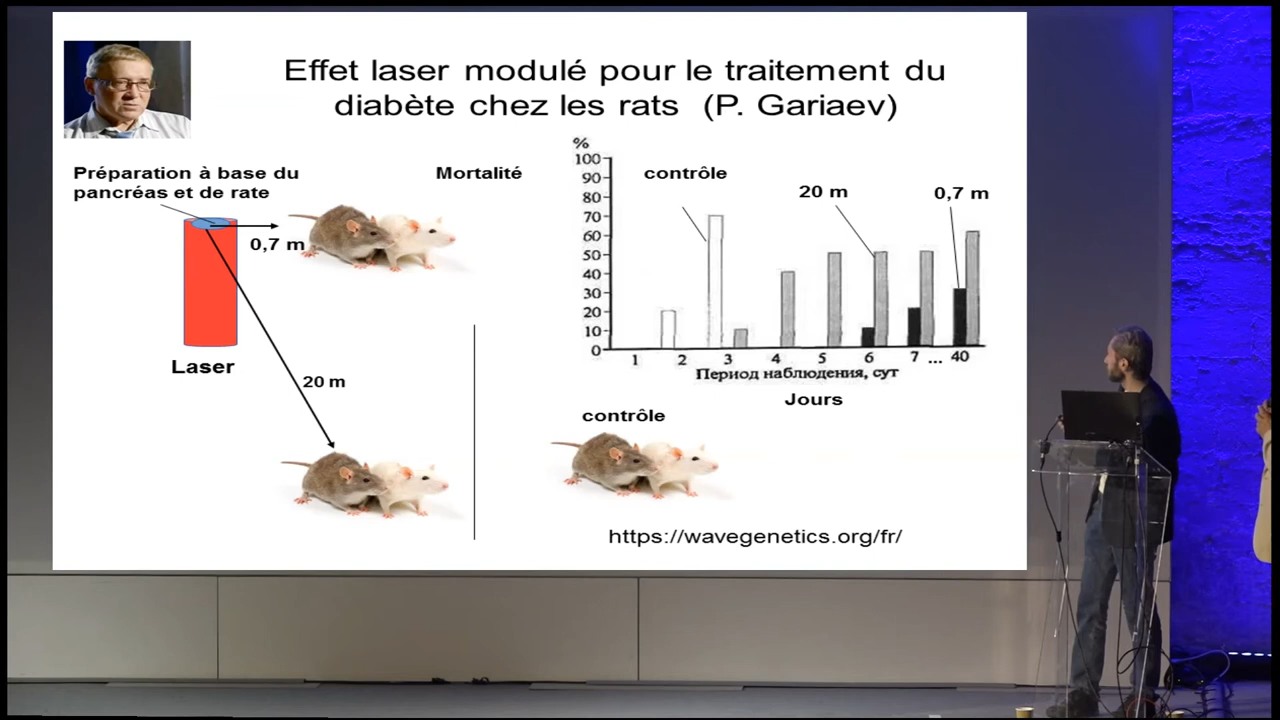 Effet laser modulé pour le traitement du
diabète chez les rats (P. Gariaev)
Préparation à base du
pancréas et de rate
0,7 m
Laser
20 m
Mortalité
%
100
90
80
70
60
50
40
30
20
10
0
contrôle
20 m
0,7 m
1 2 3 4 5 6 7 ... 40
Период наблюдения, сут
Jours
contrôle
https://wavegenetics.org/fr/